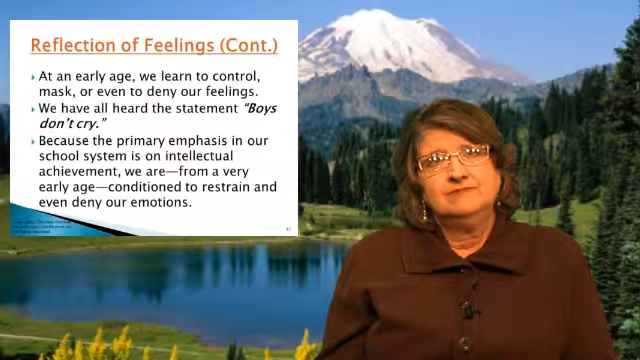 Reflection of Feelings (Cont.)
At an early age, we learn to control,
mask, or even to deny our feelings.
We have all heard the statement “Boys
don’t cry.”
Because the primary emphasis in our
school system is on intellectual
achievement, we are—from a very
early age—conditioned to restrain and
even deny our emotions.